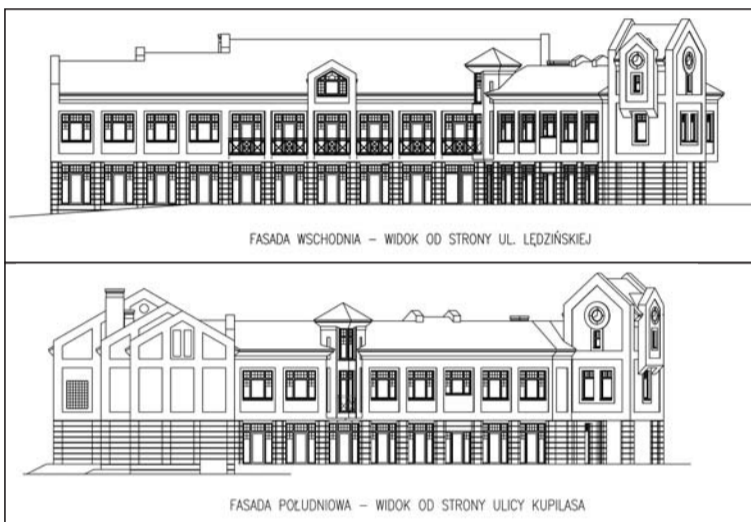 FASADA WSCHODNIA – WIDOK OD STRONY UL. LĘDZIŃSKIEJ
FASADA POŁUDNIOWA – WIDOK OD STRONY ULICY KUPILASA